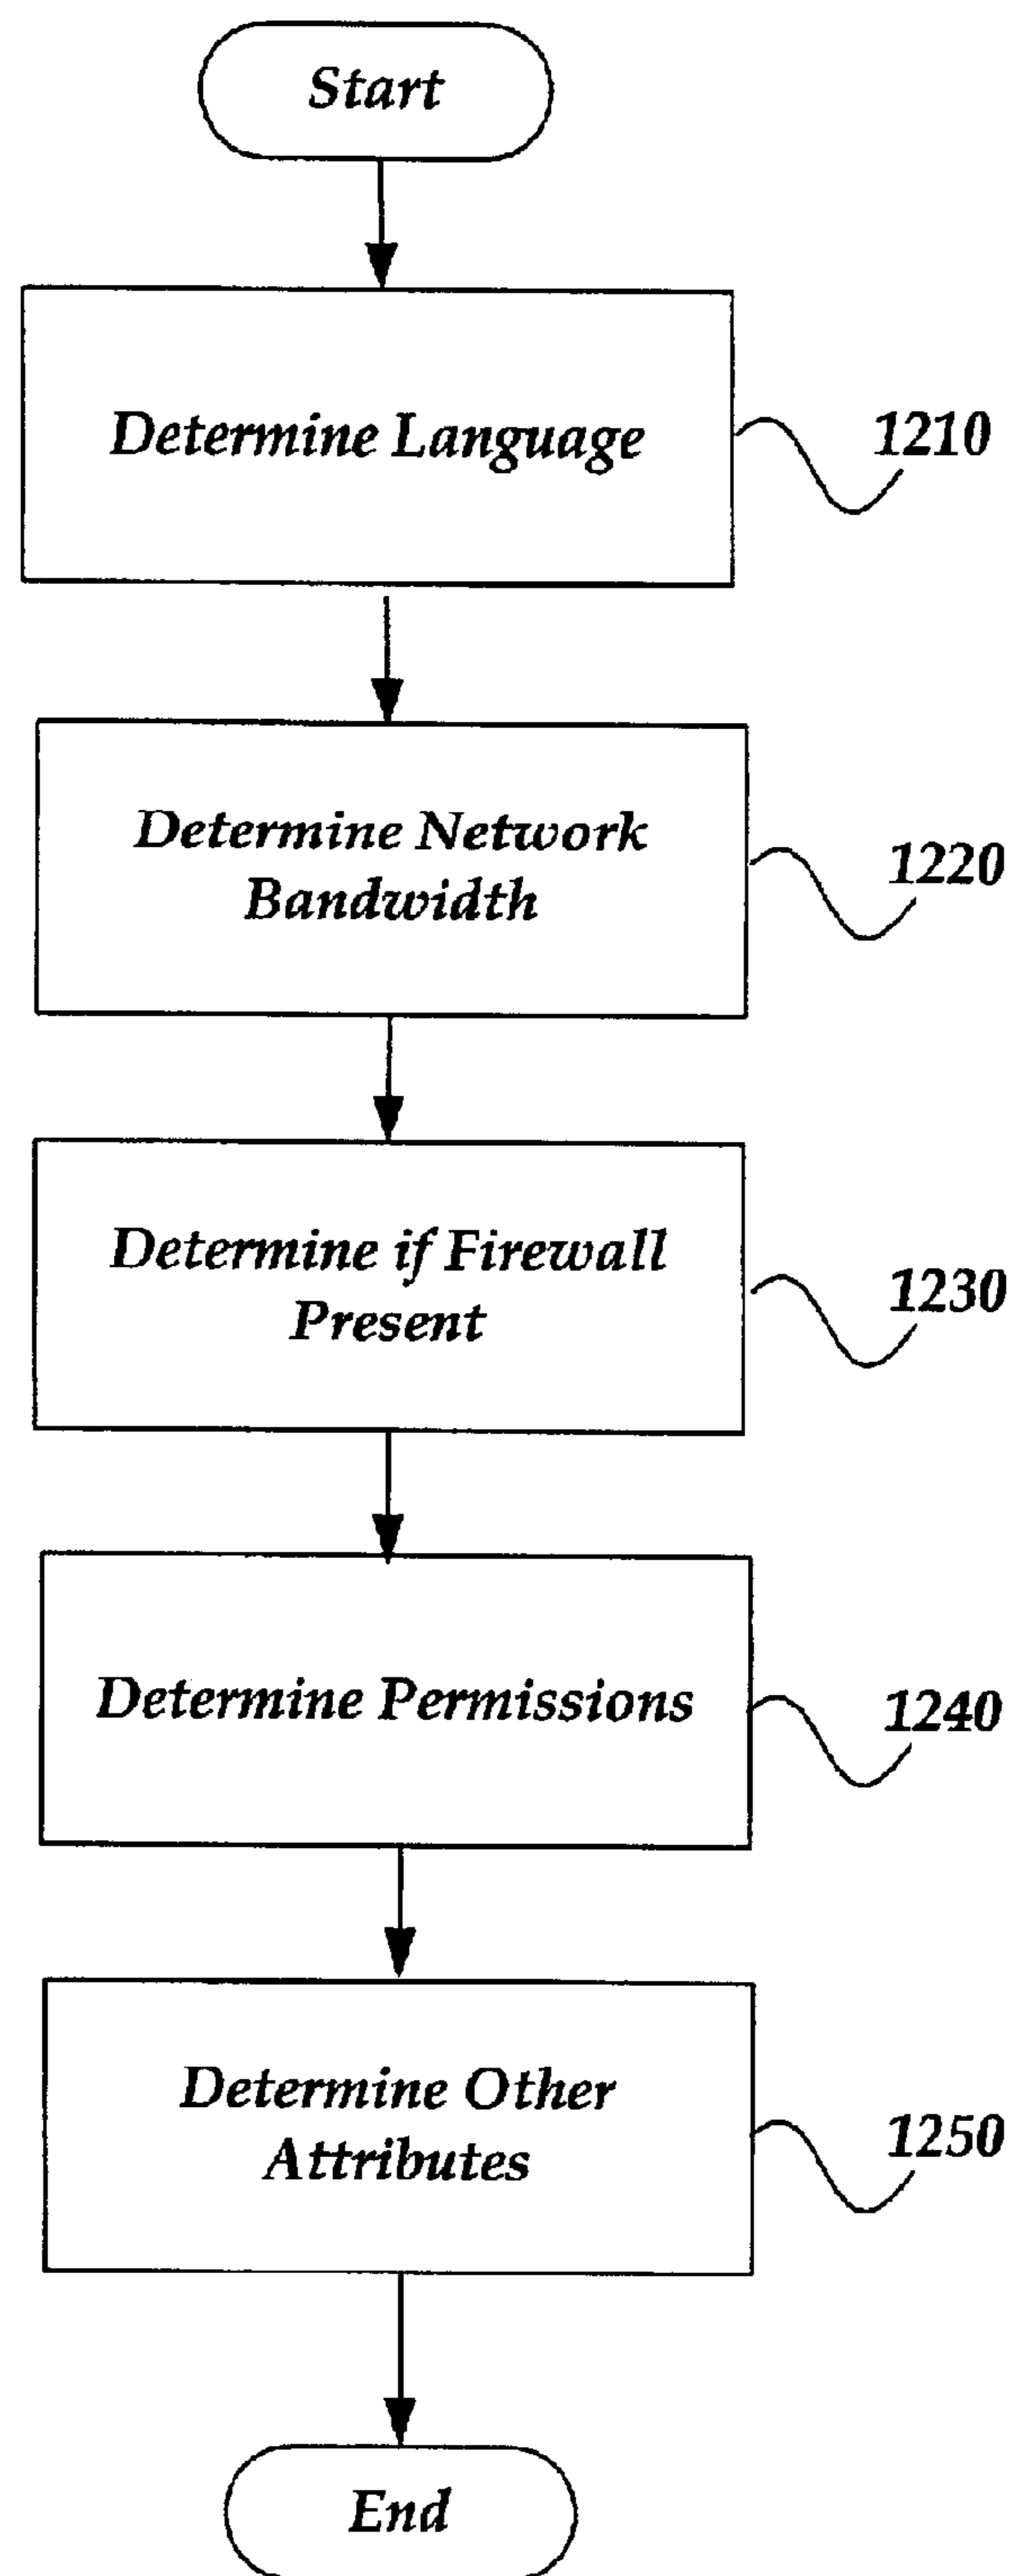 Start
Determine Language
1210
Determine Network
Bandwidth
1220
Determine if Firewall
Present
1230
Determine Permissions
1240
Determine Other
Attributes
1250
End